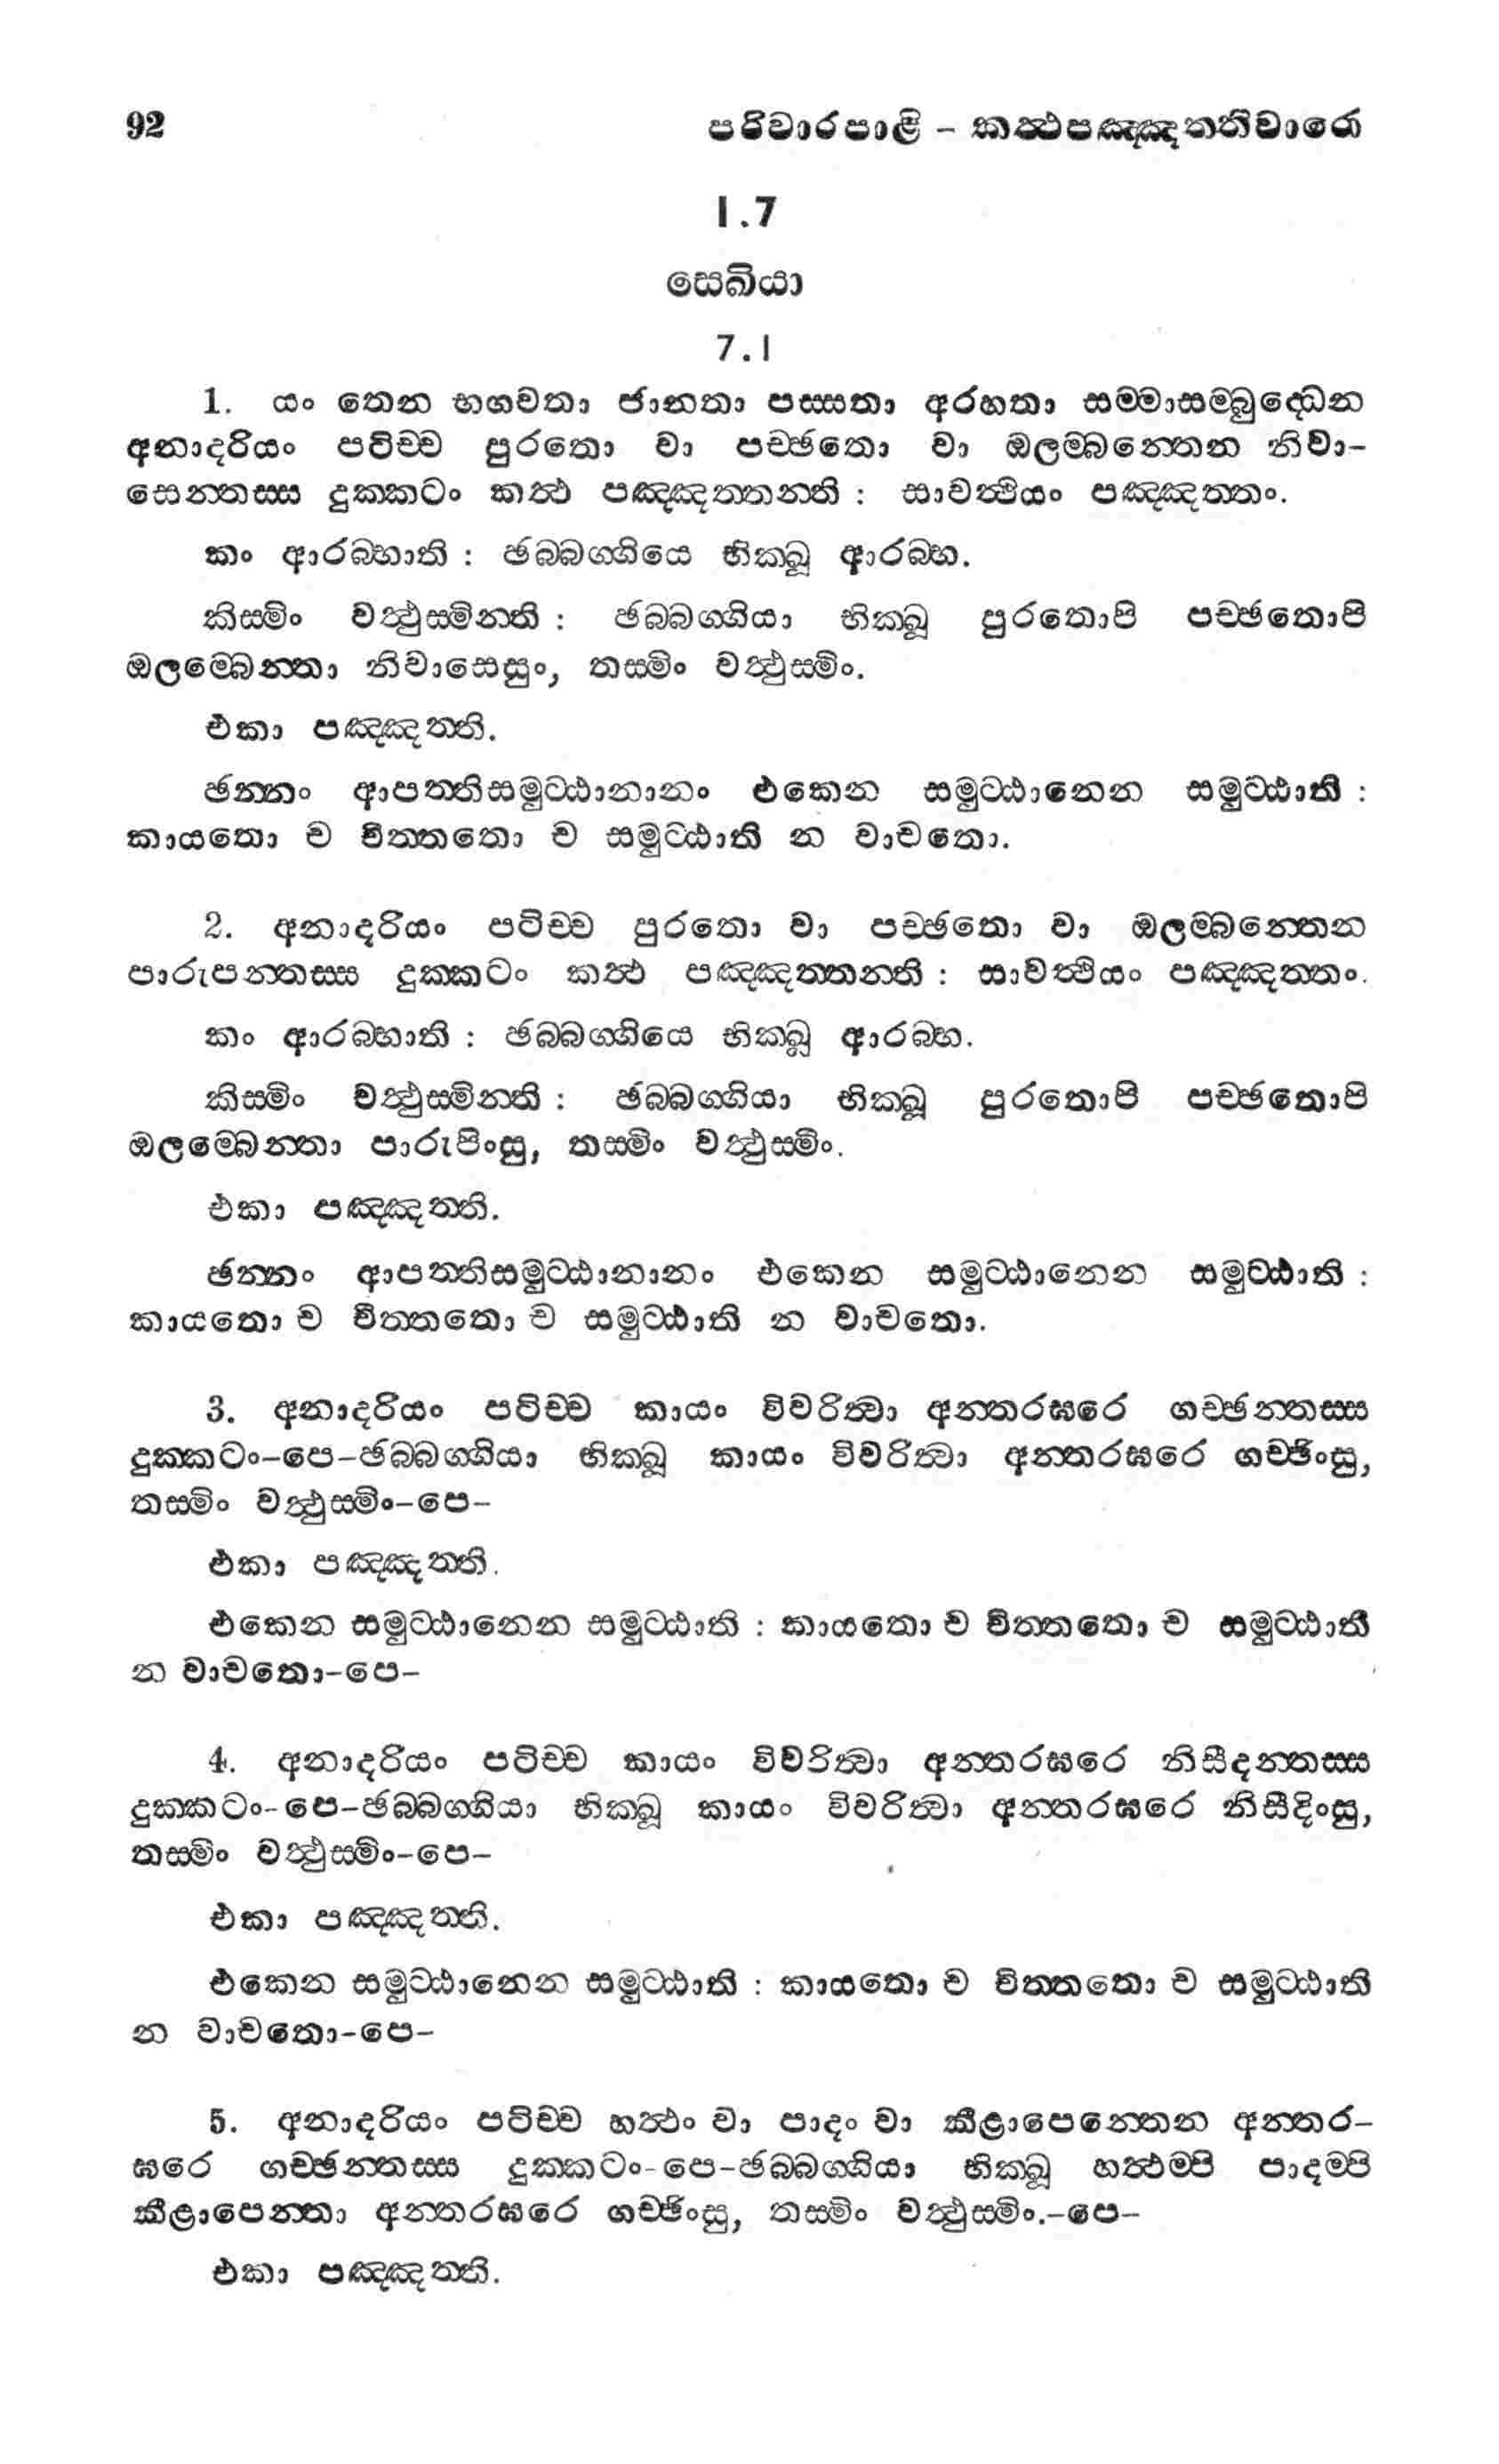 92 පරිවාරපාළි - කත්‍ථපඤ්ඤත්තිවාරො
1.7
සෙඛියා
7.1
1. යං තෙන භගවතා ජානතා පස්සතා අරහතා සම්මාසම්බුද්ධෙන
අනාදරියං පටිච්ච පුරතො වා පච්ඡතො වා ඔලම්බන්තෙන නිවා-
සෙන්තස්ස දුක්කටං කත්‍ථ පඤ්ඤත්තන්ති : සාවත්‍ථියං පඤ්ඤත්තං.
කං ආරබ්භාති : ඡබ්බග්ගියෙ භික්ඛූ ආරබ්භ.
කිස්මිං වත්‍ථුස්මින්ති : ඡබ්බග්ගියා භික්ඛූ පුරතොපි පච්ඡතොපි
ඔලම්බෙන්තා නිවාසෙසුං, තස්මිං වත්‍ථුස්මිං.
එකා පඤ්ඤත්ති.
ඡන්නං ආපත්තිසමුට්ඨානානං එකෙන සමුට්ඨානෙන සමුට්ඨාති :
කායතො ච චිත්තතො ච සමුට්ඨාති න වාචතො.
2. අනාදරියං පටිච්ච පුරතො වා පච්ඡතො වා ඔලම්බන්තෙන
පාරුපන්තස්ස දුක්කටං කත්‍ථ පඤ්ඤත්තන්ති : සාවත්‍ථියං පඤ්ඤත්තං.
කං ආරබ්භාති : ඡබ්බග්ගියෙ භික්ඛූ ආරබ්භ.
කිස්මිං වත්‍ථුස්මින්ති : ඡබ්බග්ගියා භික්ඛූ පුරතොපි පච්ඡතොපි
ඔලම්බෙන්තා පාරුපිංසු, තස්මිං වත්‍ථුස්මිං.
එකා පඤ්ඤත්ති.
ඡන්නං ආපත්තිසමුට්ඨානානං එකෙන සමුට්ඨානෙන සමුට්ඨාති :
කායතො ච චිත්තතො ච සමුට්ඨාති න වාචතො.
3. අනාදරියං පටිච්ච කායං විවරිත්‍වා අන්තරඝරෙ ගච්ඡන්තස්ස
දුක්කටං-පෙ-ඡබ්බග්ගියා භික්ඛූ කායං විවරිත්‍වා අන්තරඝරෙ ගච්ඡිංසු,
තස්මිං වත්‍ථුස්මිං-පෙ-
එකා පඤ්ඤත්ති.
එකෙන සමුට්ඨානෙන සමුට්ඨාති : කායතො ච චිත්තතො ච සමුට්ඨාති
න වාචතො-පෙ-
4. අනාදරියං පටිච්ච කායං විවරිත්‍වා අන්තරඝරෙ නිසීදන්තස්ස
දුක්කටං-පෙ-ඡබ්බග්ගියා භික්ඛූ කායං විවරිත්‍වා අන්තරඝරෙ නිසීදිංසු,
තස්මිං වත්‍ථුස්මිං-පෙ-
එකා පඤ්ඤත්ති.
එකෙන සමුට්ඨානෙන සමුට්ඨාති : කායතො ච චිත්තතො ච සමුට්ඨාති
න වාචතො-පෙ-
5. අනාදරියං පටිච්ච හත්‍ථං වා පාදං වා කීළාපෙන්තෙන අන්තර-
ඝරෙ ගච්ඡන්තස්ස දුක්කටං-පෙ-ඡබ්බග්ගියා භික්ඛූ හත්‍ථම්පි පාදම්පි
කීළාපෙන්තා අන්තරඝරෙ ගච්ඡිංසු, තස්මිං වත්‍ථුස්මිං.-පෙ-
එකා පඤ්ඤත්ති.